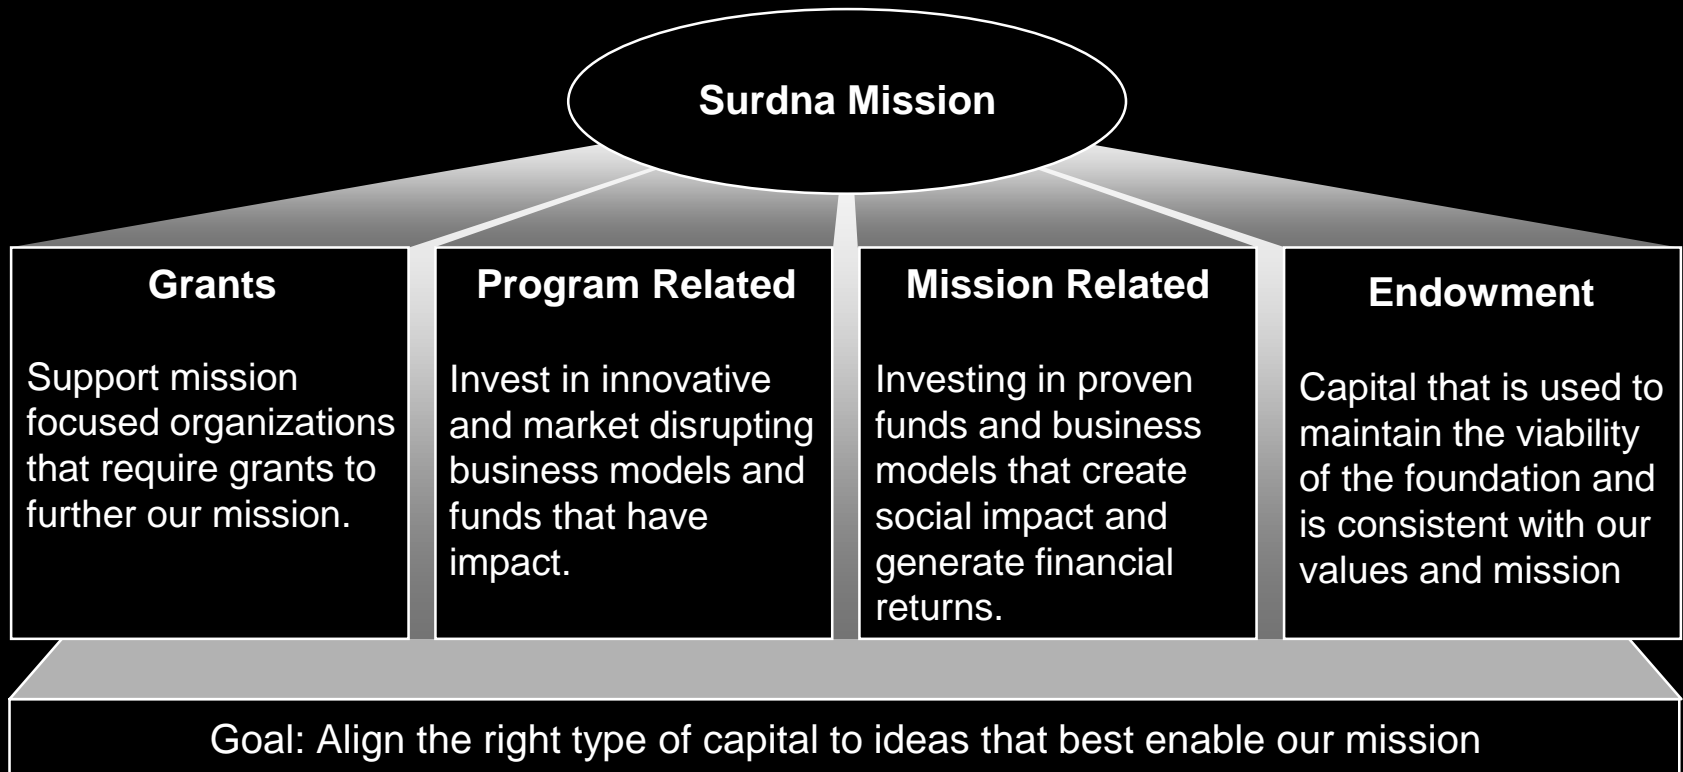 Surdna Mission
Grants
Support mission
focused organizations
that require grants to
further our mission.
Program Related
Invest in innovative
and market disrupting
business models and
funds that have
impact.
Mission Related
Investing in proven
funds and business
models that create
social impact and
generate financial
returns.
Endowment
Capital that is used to
maintain the viability
of the foundation and
is consistent with our
values and mission
Goal: Align the right type of capital to ideas that best enable our mission